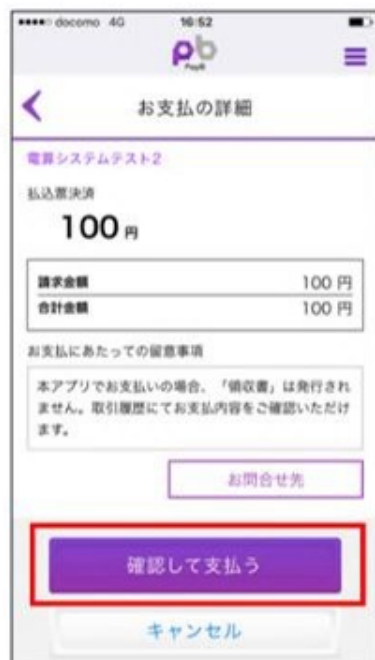 docomo 4G 16:52
pb
PayB
お支払の詳細
電算システムテスト2
払込票決済
100 円
請求金額 100 円
合計金額 100 円
お支払にあたっての留意事項
本アプリでお支払いの場合、「領収書」は発行され
ません。取引履歴にてお支払内容をご確認いただけ
ます。
お問合せ先
確認して支払う
キャンセル